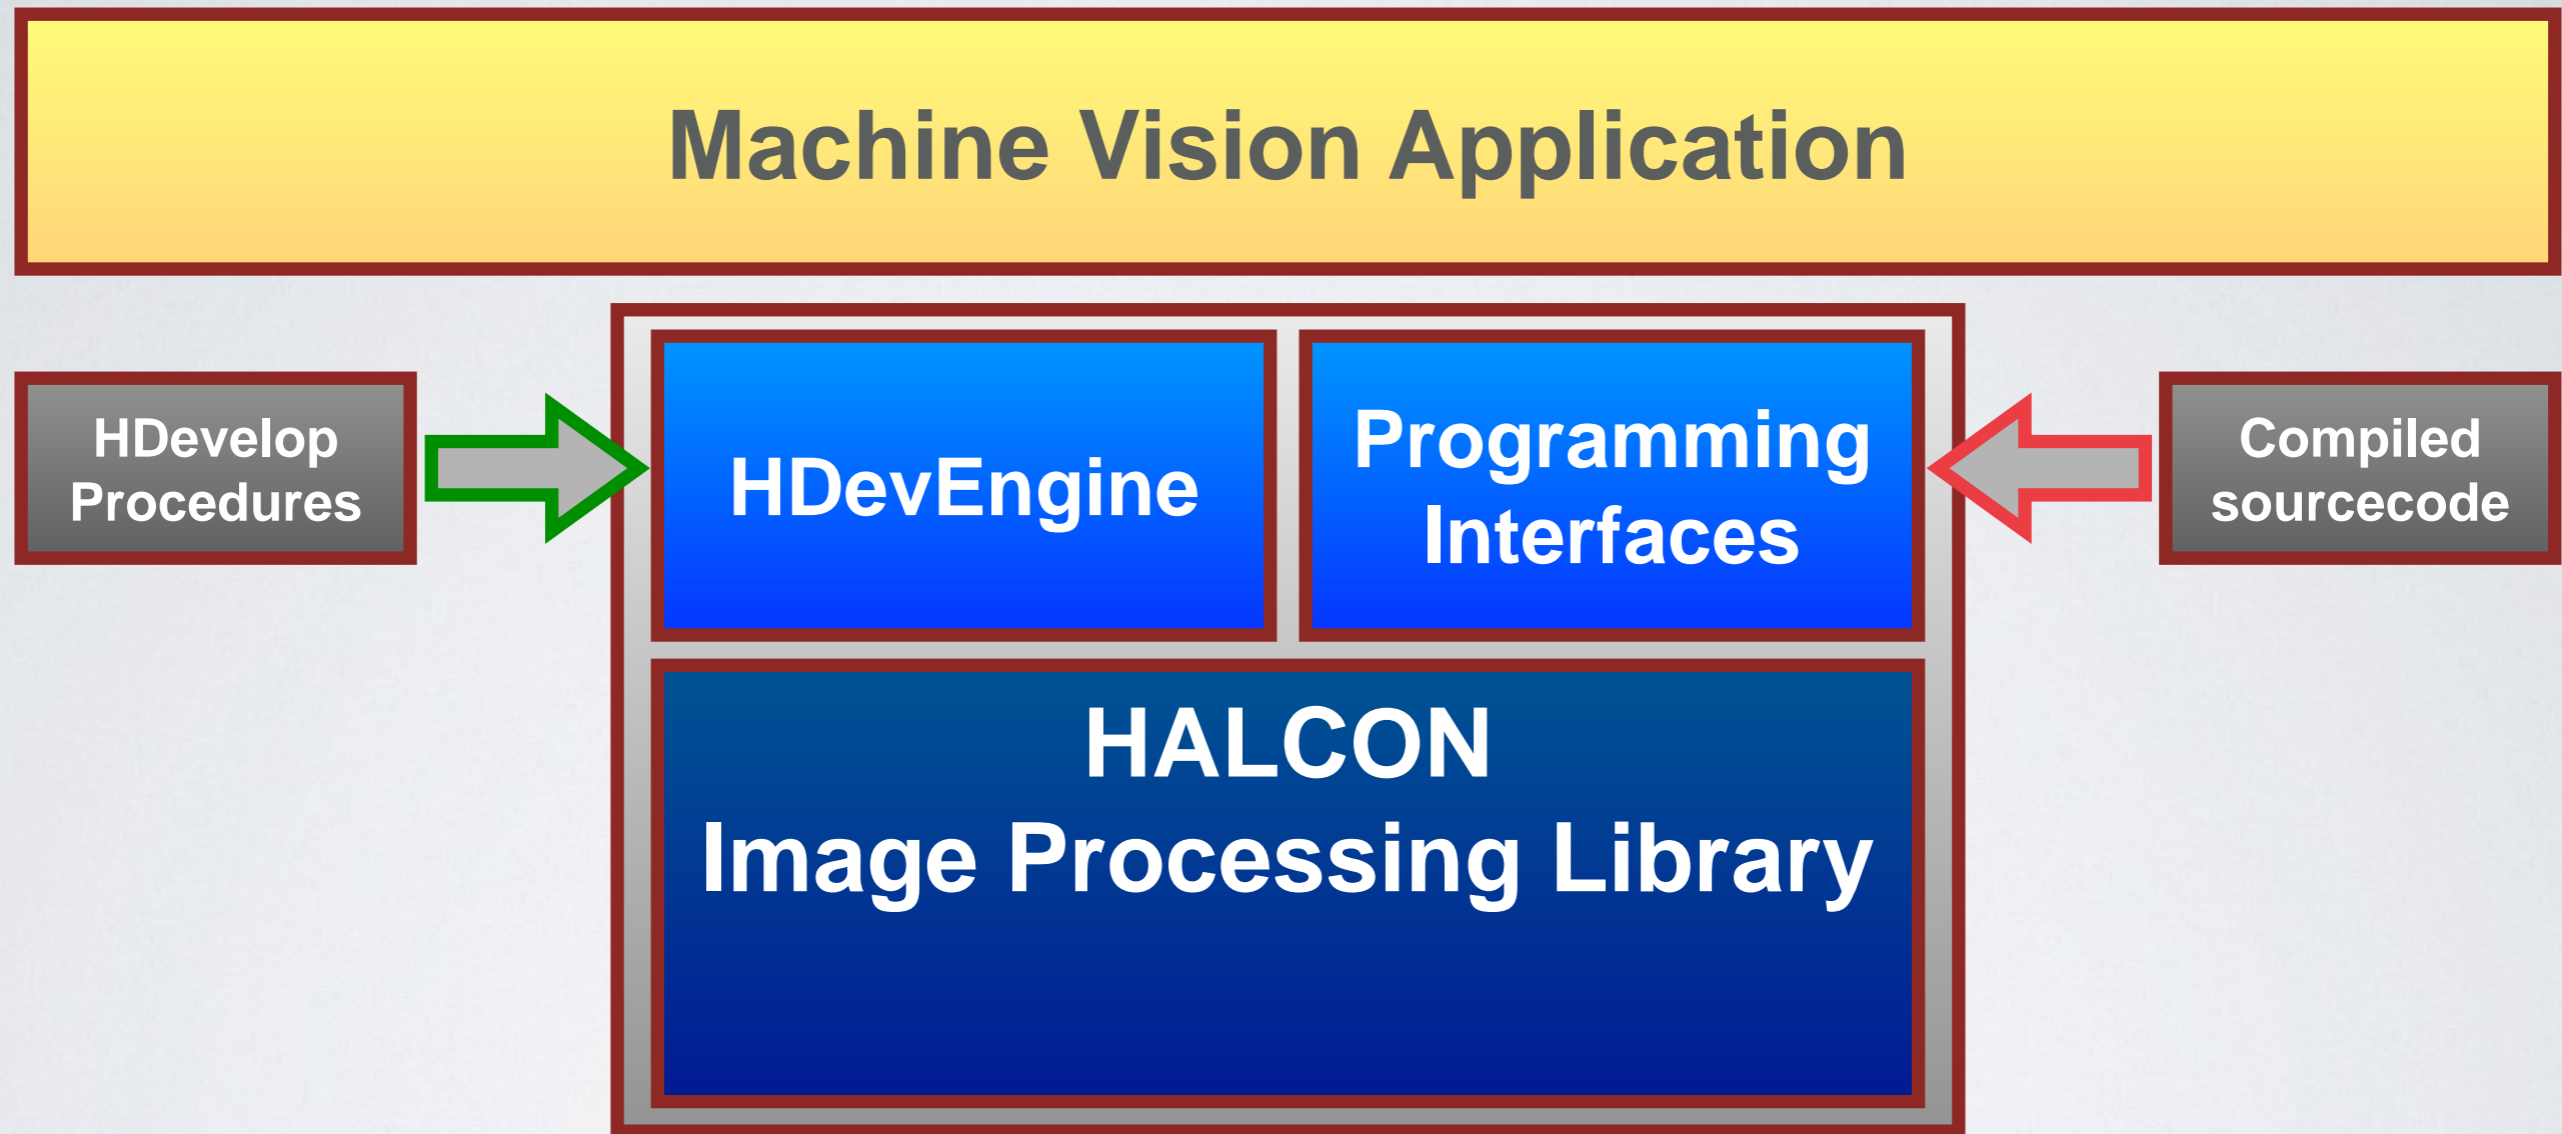 Machine Vision Application
HDevelop
Procedures
HDevEngine
Programming
Interfaces
Compiled
sourcecode
HALCON
Image Processing Library